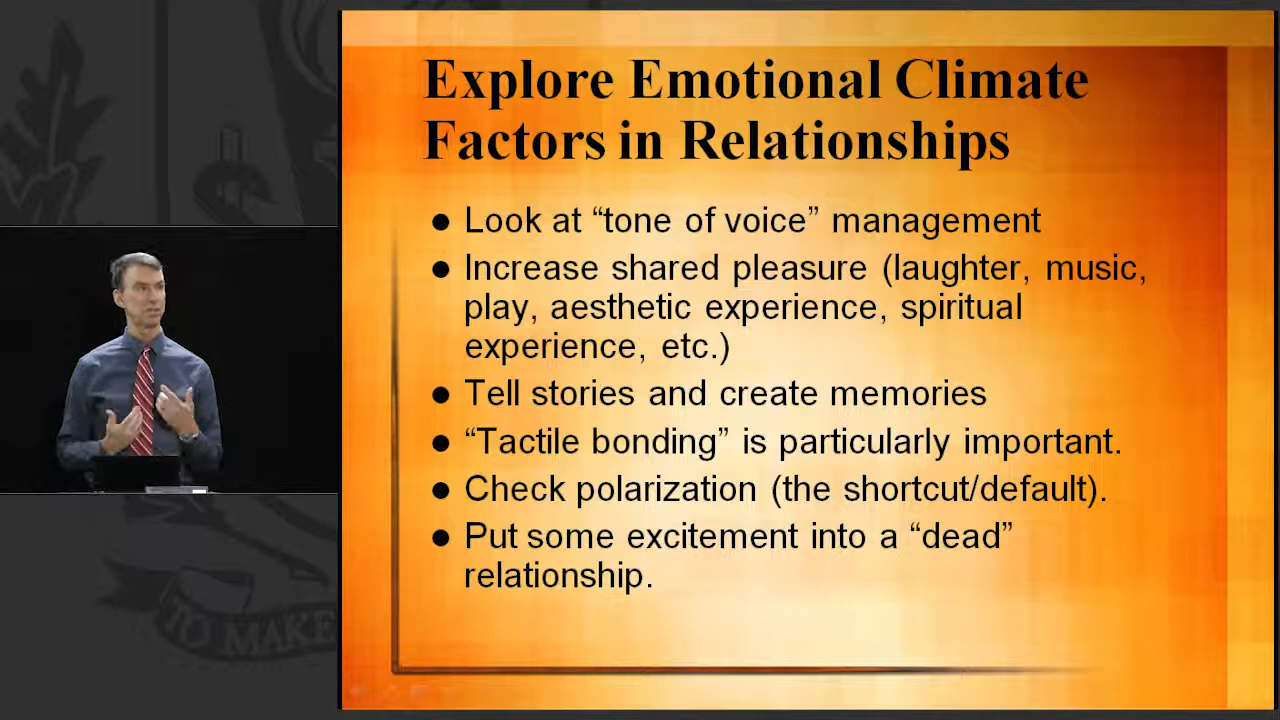 Explore Emotional Climate
Factors in Relationships
● Look at “tone of voice” management
● Increase shared pleasure (laughter, music,
play, aesthetic experience, spiritual
experience, etc.)
● Tell stories and create memories
● “Tactile bonding” is particularly important.
● Check polarization (the shortcut/default).
● Put some excitement into a “dead”
relationship.
TO MAKE